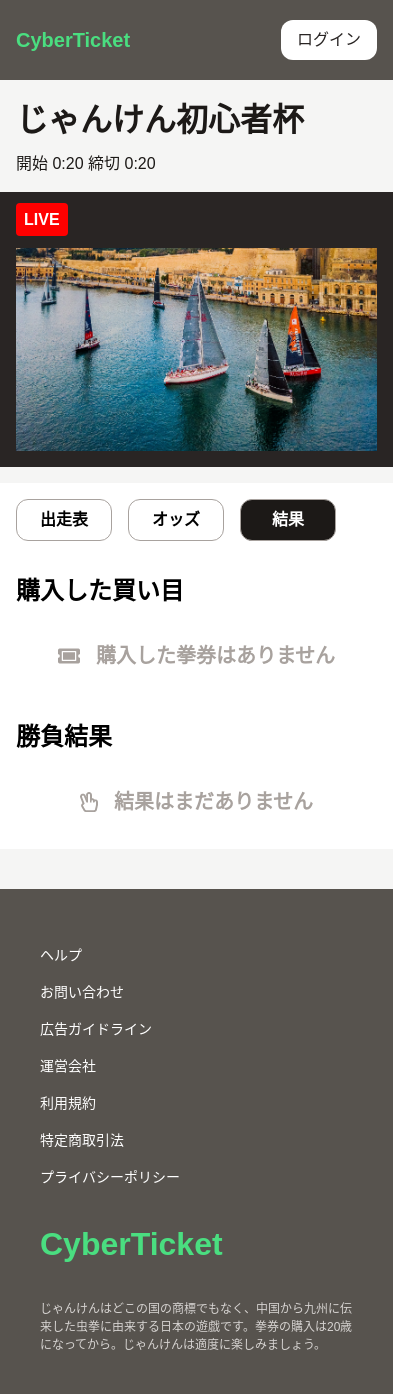 CyberTicket
ログイン
じゃんけん初心者杯
開始 0:20 締切 0:20
LIVE
出走表 オッズ 結果
購入した買い目
購入した拳券はありません
勝負結果
結果はまだありません
ヘルプ
お問い合わせ
広告ガイドライン
運営会社
利用規約
特定商取引法
プライバシーポリシー
CyberTicket
じゃんけんはどこの国の商標でもなく、中国から九州に伝
来した虫拳に由来する日本の遊戯です。拳券の購入は20歳
になってから。じゃんけんは適度に楽しみましょう。